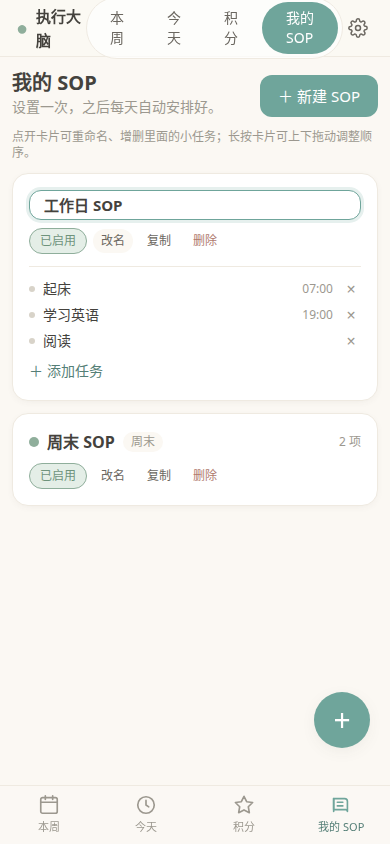 执行大
脑
本
周
今
天
积
分
我的
SOP
我的 SOP
设置一次，之后每天自动安排好。
＋ 新建 SOP
点开卡片可重命名、增删里面的小任务；长按卡片可上下拖动调整顺
序。
工作日 SOP
已启用 改名 复制 删除
起床 07:00 ×
学习英语 19:00 ×
阅读 ×
＋ 添加任务
周末 SOP 周末 2 项
已启用 改名 复制 删除
+
本周 今天 积分 我的 SOP